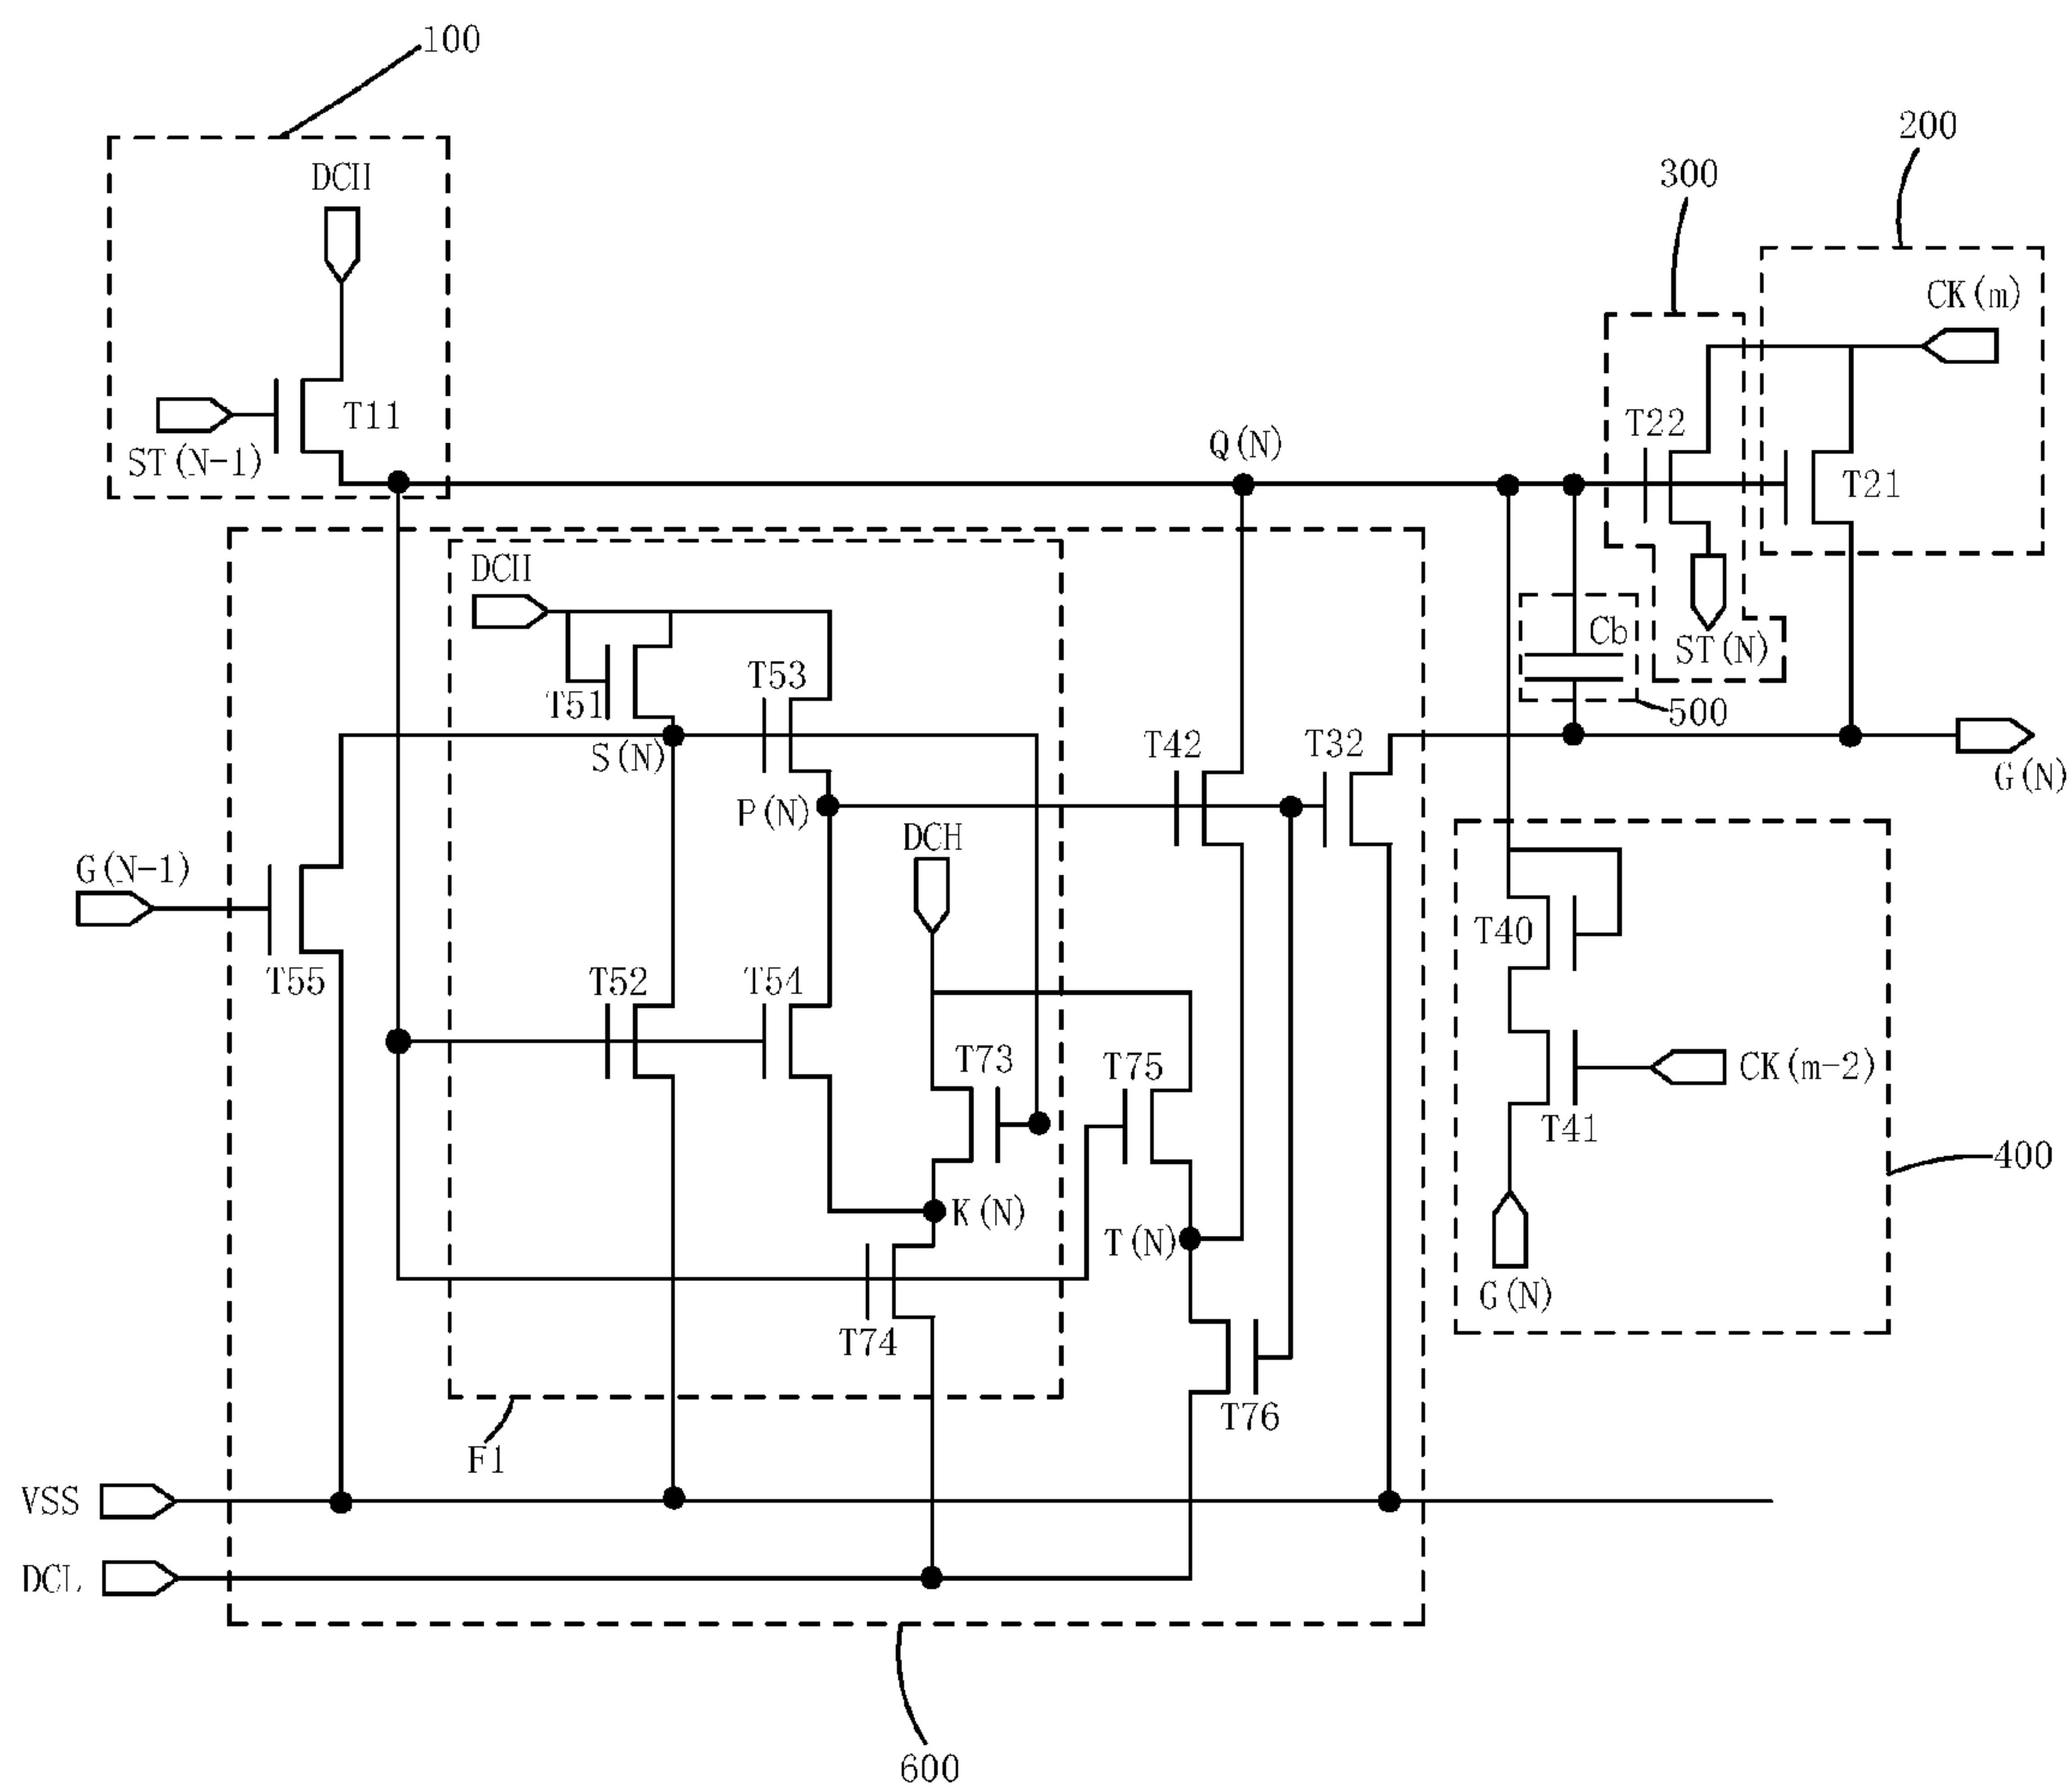 100
200
300
DCH
CK(m)
T11
T22
ST(N-1)
Q(N)
T21
DCH
Cb
ST(N)
T53
T51
500
S(N)
T42
T32
G(N)
P(N)
DCH
G(N-1)
T40
T55
T52
T54
T73
T75
CK(m-2)
T41
400
K(N)
T(N)
G(N)
T74
T76
F1
VSS
DCL
600